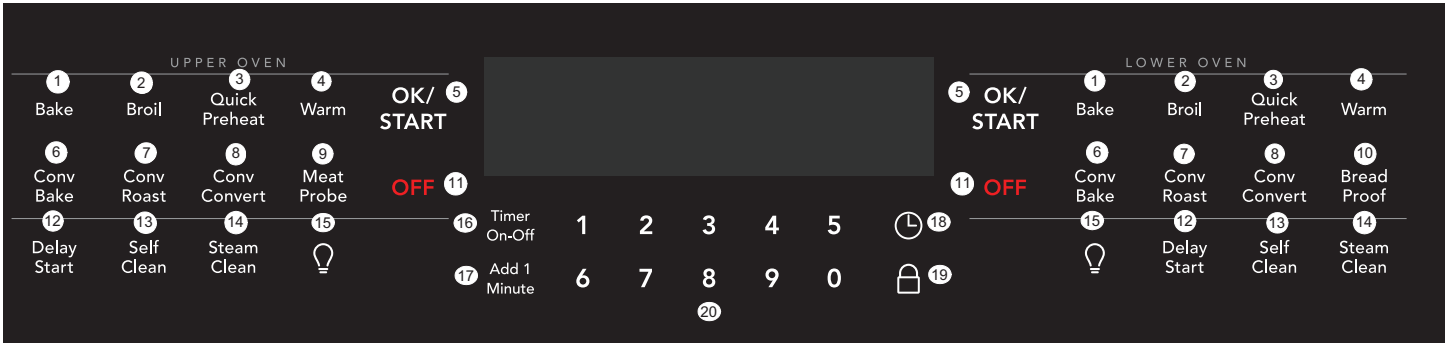 UPPER OVEN
LOWER OVEN
1 2 3 4
Bake Broil Quick Preheat Warm
5 OK/
START
6 7 8 9
Conv Bake Conv Roast Conv Convert Meat Probe
OFF 11
12 13 14 15
Delay Start Self Clean Steam Clean
16 Timer On-Off
1 2 3 4 5
18
17 Add 1 Minute
6 7 8 9 0
19
20
5 OK/
START
1 2 3 4
Bake Broil Quick Preheat Warm
11 OFF
6 7 8 10
Conv Bake Conv Roast Conv Convert Bread Proof
15 12 13 14
Delay Start Self Clean Steam Clean